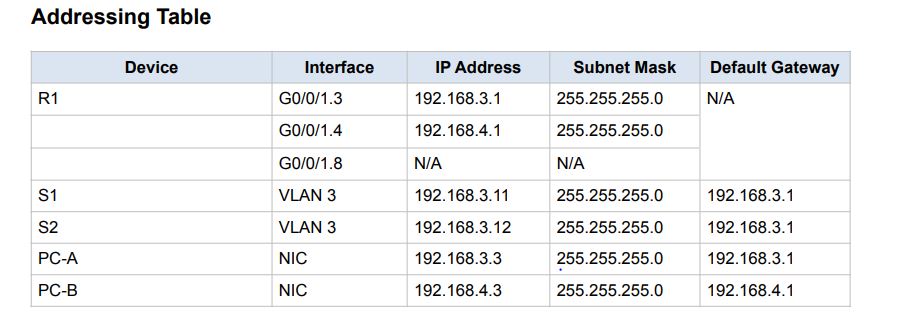 Addressing Table
Device Interface IP Address Subnet Mask Default Gateway
R1 G0/0/1.3 192.168.3.1 255.255.255.0 N/A
G0/0/1.4 192.168.4.1 255.255.255.0
G0/0/1.8 N/A N/A
S1 VLAN 3 192.168.3.11 255.255.255.0 192.168.3.1
S2 VLAN 3 192.168.3.12 255.255.255.0 192.168.3.1
PC-A NIC 192.168.3.3 255.255.255.0 192.168.3.1
PC-B NIC 192.168.4.3 255.255.255.0 192.168.4.1